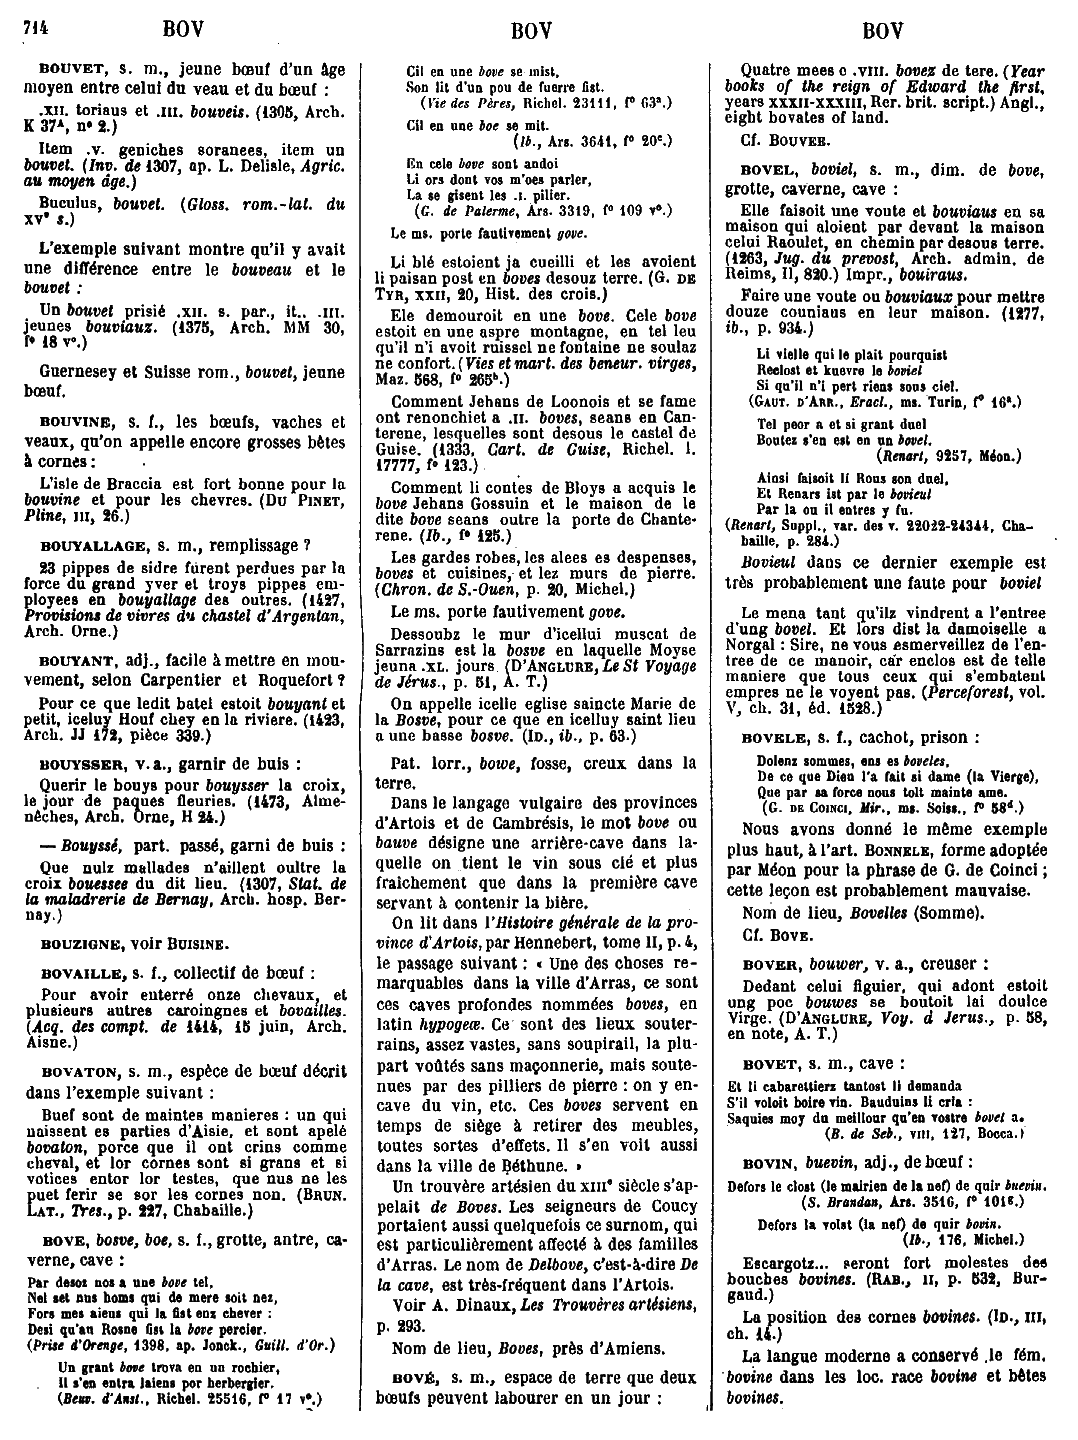 714 BOV BOV BOV
BOUVET, s. m., jeune bœuf d'un âge
moyen entre celui du veau et du bœuf :
.XII. toriaus et .III. bouveis. (1305, Arch.
K 37ᴬ, n° 2.)
Item .v. geniches soranees, item un
bouvet. (Inv. de 1307, ap. L. Delisle, Agric.
au moyen âge.)
Buculus, bouvet. (Gloss. rom.-lat. du
XVᵉ s.)
L'exemple suivant montre qu'il y avait
une différence entre le bouveau et le
bouvet :
Un bouvet prisié .XII. s. par., it.. .III.
jeunes bouviauz. (1375, Arch. MM 30,
f° 18 v°.)
Guernesey et Suisse rom., bouvet, jeune
bœuf.
BOUVINE, s. f., les bœufs, vaches et
veaux, qu'on appelle encore grosses bêtes
à cornes :
L'isle de Braccia est fort bonne pour la
bouvine et pour les chevres. (DU PINET,
Pline, III, 26.)
BOUYALLAGE, s. m., remplissage ?
23 pippes de sidre furent perdues par la
force du grand yver et troys pippes em-
ployees en bouyallage des outres. (1427,
Provisions de vivres du chastel d'Argentan,
Arch. Orne.)
BOUYANT, adj., facile à mettre en mou-
vement, selon Carpentier et Roquefort ?
Pour ce que ledit batel estoit bouyant et
petit, iceluy Houf chey en la riviere. (1423,
Arch. JJ 172, pièce 339.)
BOUYSSER, v. a., garnir de buis :
Querir le bouys pour bouysser la croix,
le jour de paques fleuries. (1473, Alme-
nêches, Arch. Orne, H 24.)
— Bouyssé, part. passé, garni de buis :
Que nulz mallades n'aillent oultre la
croix bouessee du dit lieu. (1307, Stat. de
la maladrerie de Bernay, Arch. hosp. Ber-
nay.)
BOUZIGNE, voir BUISINE.
BOVAILLE, s. f., collectif de bœuf :
Pour avoir enterré onze chevaux, et
plusieurs autres caroingnes et bovailles.
(Acq. des compt. de 1414, 15 juin, Arch.
Aisne.)
BOVATON, s. m., espèce de bœuf décrit
dans l'exemple suivant :
Buef sont de maintes manieres : un qui
naissent es parties d'Aisie, et sont apelé
bovaton, porce que il ont crins comme
cheval, et lor cornes sont si grans et si
votices entor lor testes, que nus ne les
puet ferir se sor les cornes non. (BRUN.
LAT., Tres., p. 227, Chabaille.)
BOVE, bosve, boe, s. f., grotte, antre, ca-
verne, cave :
Par desoz nos a une bove tel,
Nel set nus homs qui de mere soit nez,
Fors mes aieus qui la fist enz chever :
Desi qu'au Rosne fist la bove percier.
(Prise d'Orenge, 1398, ap. Jonck., Guill. d'Or.)
Un grant bove trova en un rochier,
Il s'en entra laiens por herbergier.
(Beuv. d'Anst., Richel. 25516, f° 17 v°.)
Cil en une bove se mist,
Son lit d'un pou de fuerre fist.
(Vie des Pères, Richel. 23111, f° 63ᵃ.)
Cil en une boe se mit.
(Ib., Ars. 3641, f° 20ᶜ.)
En cele bove sont andoi
Li ors dont vos m'oes parler,
La se gisent les .I. pilier.
(G. de Palerme, Ars. 3319, f° 109 v°.)
Le ms. porte fautivement gove.
Li blé estoient ja cueilli et les avoient
li paisan post en boves desouz terre. (G. DE
TYR, XXII, 20, Hist. des crois.)
Ele demouroit en une bove. Cele bove
estoit en une aspre montagne, en tel leu
qu'il n'i avoit ruissel ne fontaine ne soulaz
ne confort. (Vies et mart. des beneur. virges,
Maz. 568, f° 265ᵇ.)
Comment Jehans de Loonois et se fame
ont renonchiet a .II. boves, seans en Can-
terene, lesquelles sont desous le castel de
Guise. (1333, Cart. de Guise, Richel. l.
17777, f° 123.)
Comment li contes de Bloys a acquis le
bove Jehans Gossuin et le maison de le
dite bove seans outre la porte de Chante-
rene. (Ib., f° 125.)
Les gardes robes, les alees es despenses,
boves et cuisines, et lez murs de pierre.
(Chron. de S.-Ouen, p. 20, Michel.)
Le ms. porte fautivement gove.
Dessoubz le mur d'icellui muscat de
Sarrazins est la bosve en laquelle Moyse
jeuna .XL. jours. (D'ANGLURE, Le St Voyage
de Jérus., p. 51, A. T.)
On appelle icelle eglise saincte Marie de
la Bosve, pour ce que en icelluy saint lieu
a une basse bosve. (ID., ib., p. 63.)
Pat. lorr., bowe, fosse, creux dans la
terre.
Dans le langage vulgaire des provinces
d'Artois et de Cambrésis, le mot bove ou
bauve désigne une arrière-cave dans la-
quelle on tient le vin sous clé et plus
fraichement que dans la première cave
servant à contenir la bière.
On lit dans l'Histoire générale de la pro-
vince d'Artois, par Hennebert, tome II, p. 4,
le passage suivant : « Une des choses re-
marquables dans la ville d'Arras, ce sont
ces caves profondes nommées boves, en
latin hypogeæ. Ce sont des lieux souter-
rains, assez vastes, sans soupirail, la plu-
part voûtés sans maçonnerie, mais soute-
nues par des pilliers de pierre : on y en-
cave du vin, etc. Ces boves servent en
temps de siège à retirer des meubles,
toutes sortes d'effets. Il s'en voit aussi
dans la ville de Béthune. »
Un trouvère artésien du XIIIᵉ siècle s'ap-
pelait de Boves. Les seigneurs de Coucy
portaient aussi quelquefois ce surnom, qui
est particulièrement affecté à des familles
d'Arras. Le nom de Delbove, c'est-à-dire De
la cave, est très-fréquent dans l'Artois.
Voir A. Dinaux, Les Trouvères artésiens,
p. 293.
Nom de lieu, Boves, près d'Amiens.
BOVÉ, s. m., espace de terre que deux
bœufs peuvent labourer en un jour :
Quatre mees o .VIII. bovez de tere. (Year
books of the reign of Edward the first,
years XXXII-XXXIII, Rer. brit. script.) Angl.,
eight bovates of land.
Cf. BOUVER.
BOVEL, boviel, s. m., dim. de bove,
grotte, caverne, cave :
Elle faisoit une voute et bouviaus en sa
maison qui aloient par devant la maison
celui Raoulet, en chemin par desous terre.
(1263, Jug. du prevost, Arch. admin. de
Reims, II, 820.) Impr., bouiraus.
Faire une voute ou bouviaux pour mettre
douze couniaus en leur maison. (1277,
ib., p. 934.)
Li vielle qui le plait pourquist
Reclost et kuevre le boviel
Si qu'il n'i pert riens sous ciel.
(GAUT. D'ARR., Eracl., ms. Turin, f° 16ᵃ.)
Tel peor a et si grant duel
Boutez s'en est en un bovel.
(Renart, 9257, Méon.)
Ainsi faisoit li Rous son duel,
Et Renars ist par le bovieul
Par la ou il entres y fu.
(Renart, Suppl., var. des v. 22022-24344, Cha-
baille, p. 284.)
Bovieul dans ce dernier exemple est
très probablement une faute pour boviel
Le mena tant qu'ilz vindrent a l'entree
d'ung bovel. Et lors dist la damoiselle a
Norgal : Sire, ne vous esmerveillez de l'en-
tree de ce manoir, car enclos est de telle
maniere que tous ceux qui s'embatent
empres ne le voyent pas. (Perceforest, vol.
V, ch. 31, éd. 1528.)
BOVELE, s. f., cachot, prison :
Dolenz sommes, ens es boveles,
De ce que Dieu l'a fait si dame (la Vierge),
Que par sa force nous tolt mainte ame.
(G. DE COINCI, Mir., ms. Soiss., f° 58ᵈ.)
Nous avons donné le même exemple
plus haut, à l'art. BONNELE, forme adoptée
par Méon pour la phrase de G. de Coinci ;
cette leçon est probablement mauvaise.
Nom de lieu, Bovelles (Somme).
Cf. BOVE.
BOVER, bouwer, v. a., creuser :
Dedant celui figuier, qui adont estoit
ung poc bouwes se boutoit lai doulce
Virge. (D'ANGLURE, Voy. d Jerus., p. 58,
en note, A. T.)
BOVET, s. m., cave :
Et li cabarettierz tantost li demanda
S'il voloit boire vin. Bauduins li cria :
Saquies moy du meillour qu'en vostre bovet a.
(B. de Seb., VIII, 127, Bocca.)
BOVIN, buevin, adj., de bœuf :
Defors le clost (le mairien de la nef) de quir buevin.
(S. Brandan, Ars. 3516, f° 101ᵉ.)
Defors la volst (la nef) de quir bovin.
(Ib., 176, Michel.)
Escargotz... seront fort molestes des
bouches bovines. (RAB., II, p. 532, Bur-
gaud.)
La position des cornes bovines. (ID., III,
ch. 14.)
La langue moderne a conservé le fém.
bovine dans les loc. race bovine et bêtes
bovines.